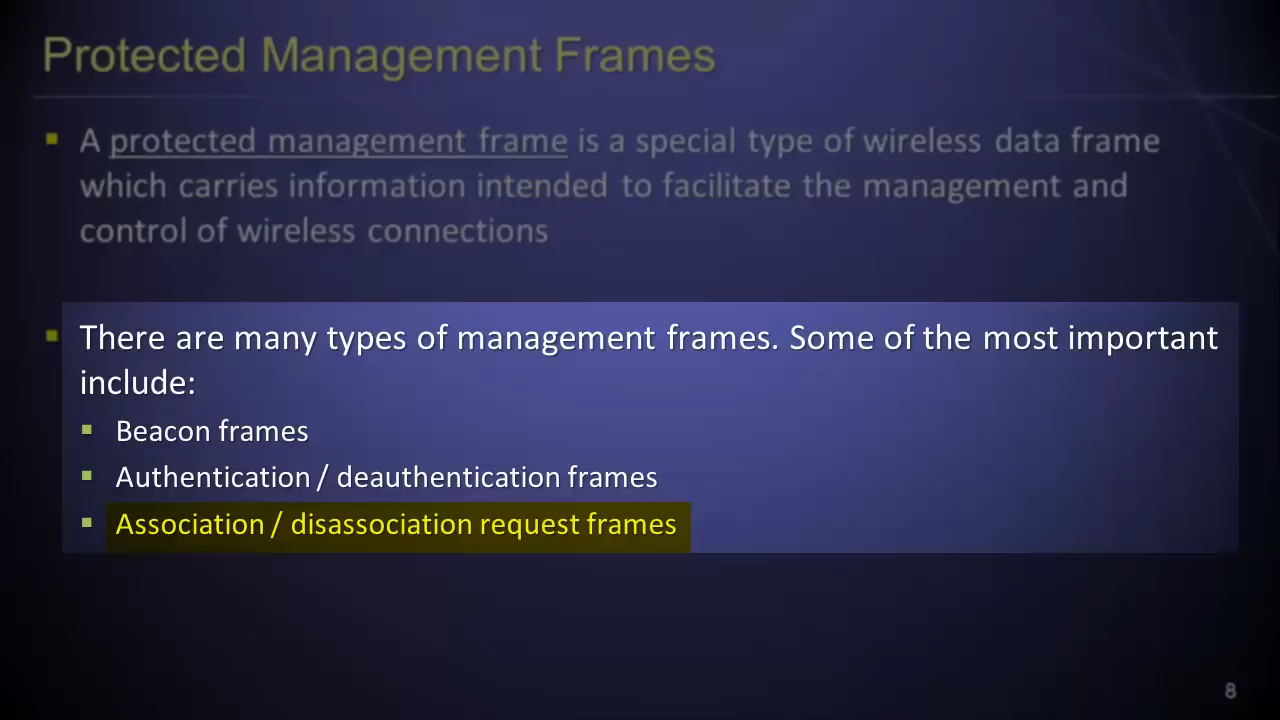 Protected Management Frames
A protected management frame is a special type of wireless data frame
which carries information intended to facilitate the management and
control of wireless connections
There are many types of management frames. Some of the most important
include:
Beacon frames
Authentication / deauthentication frames
Association / disassociation request frames
8